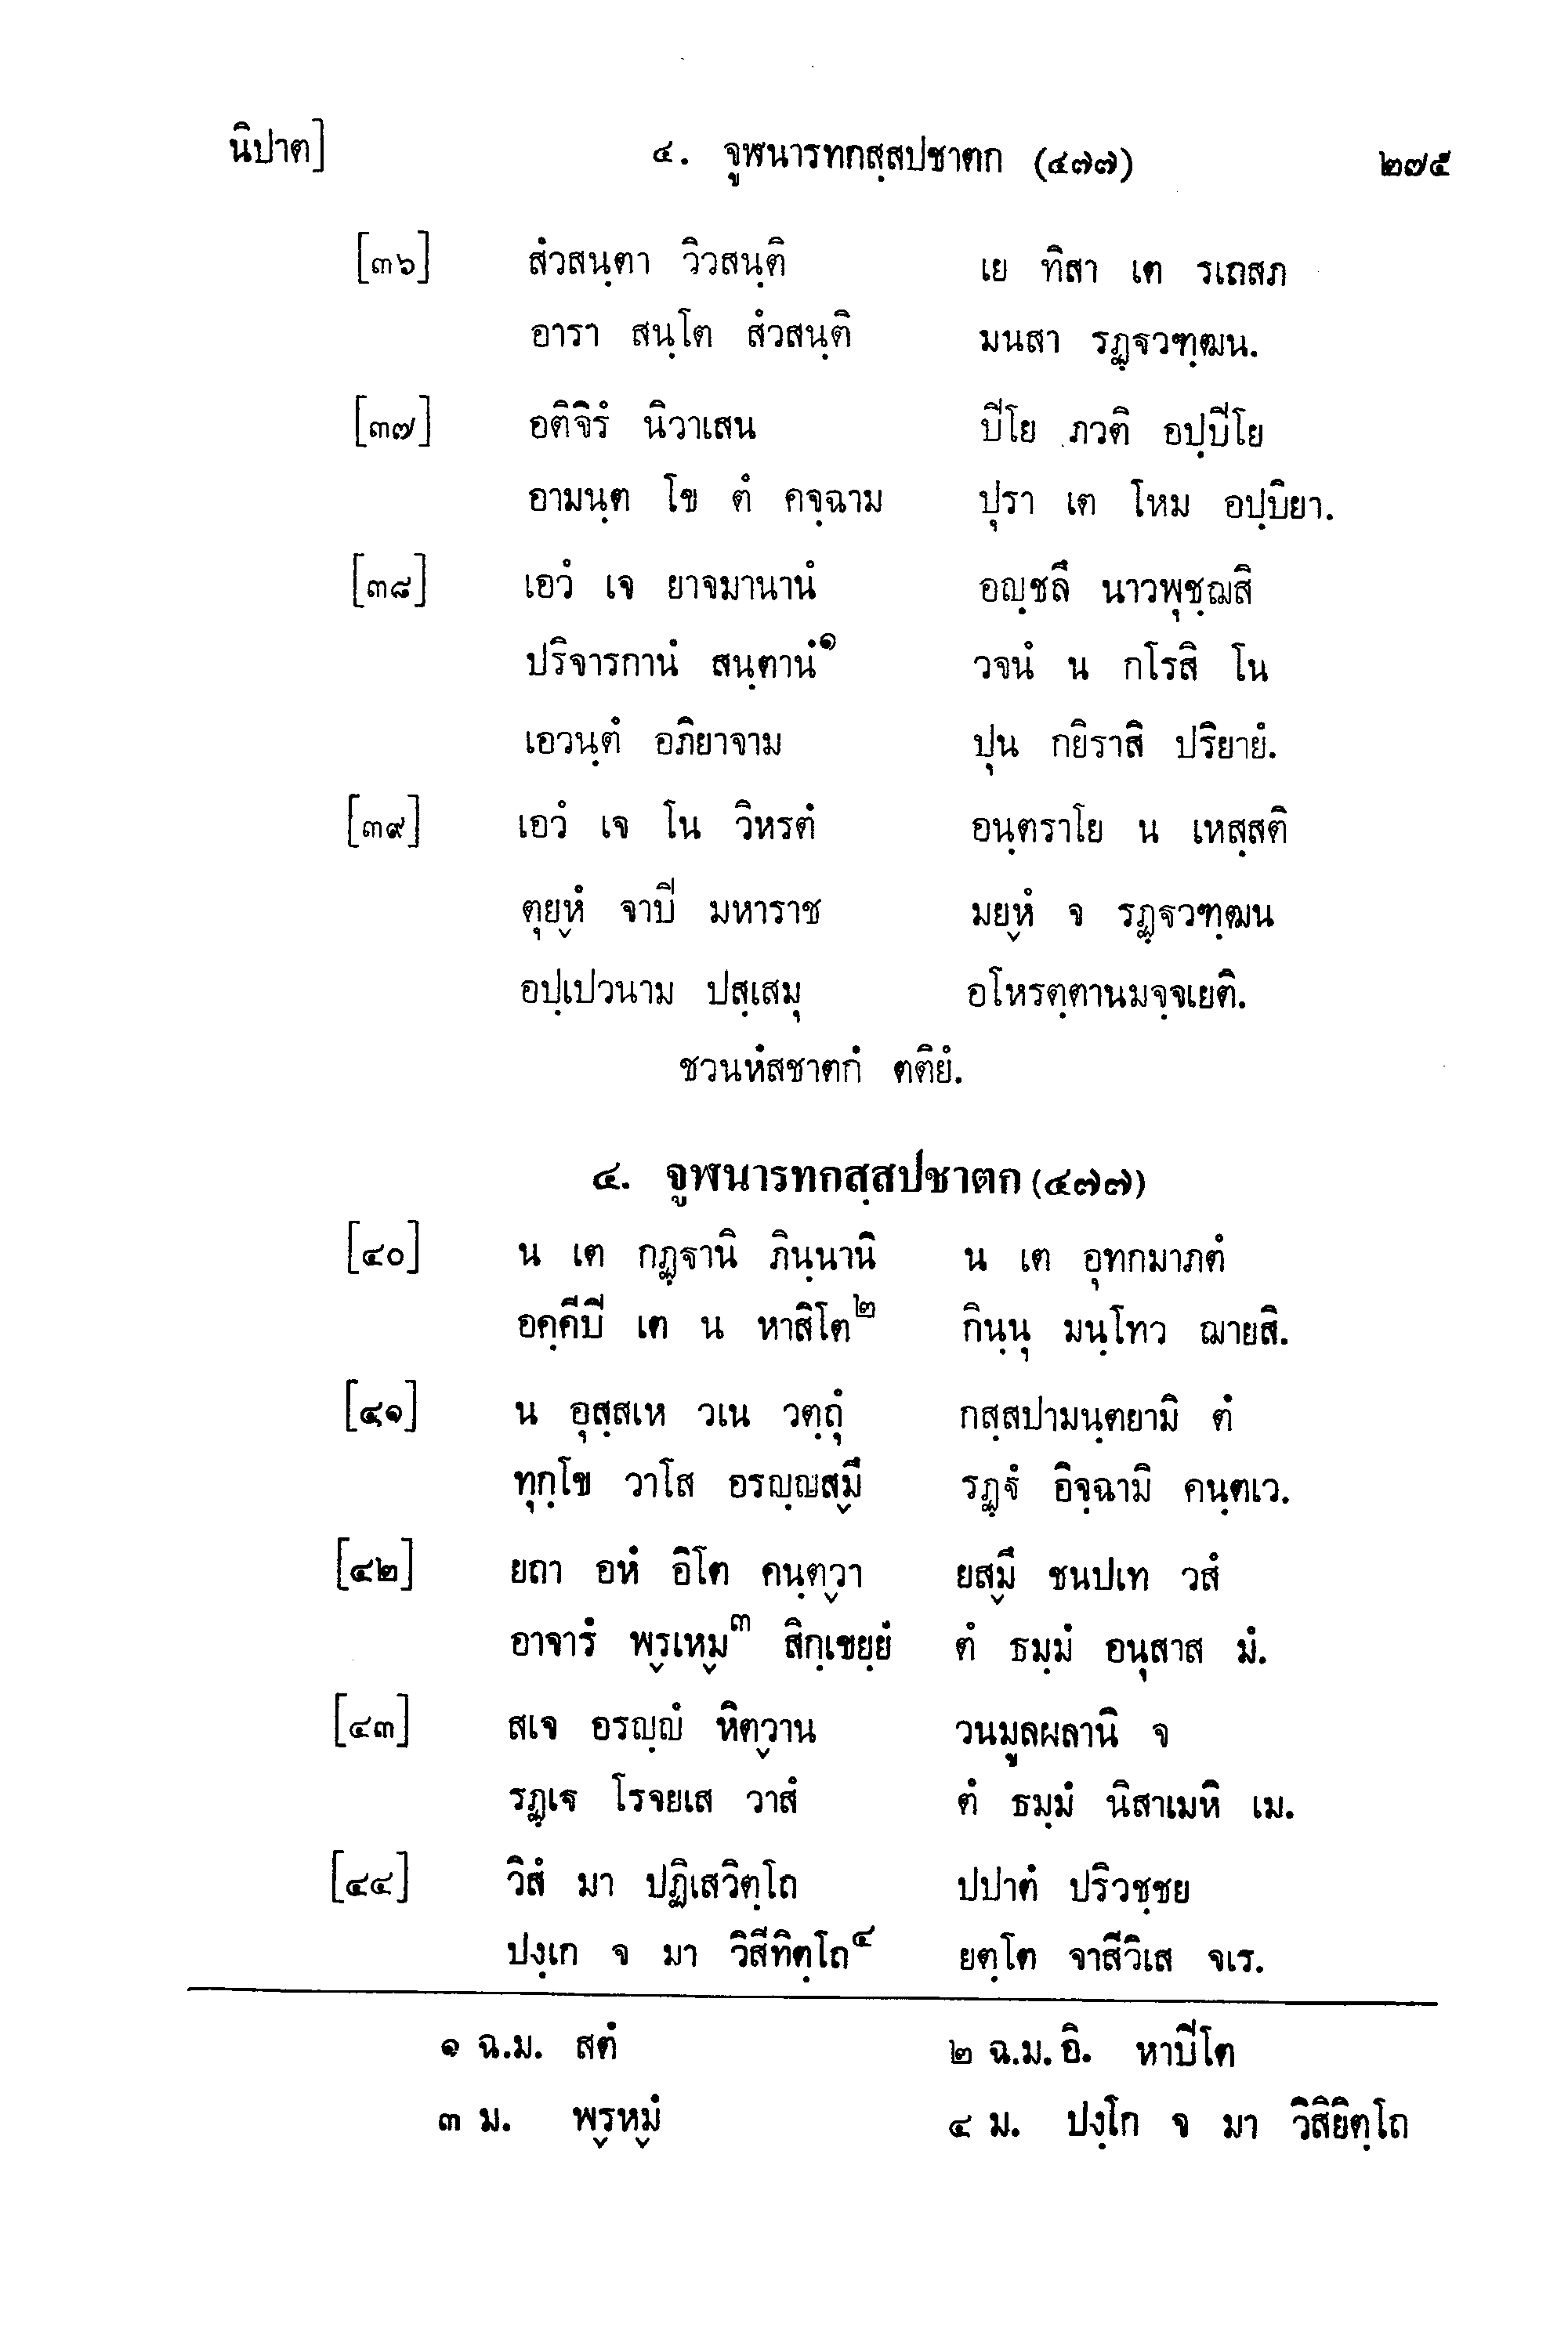 นิปาต] ๔. จูฬนารทกสฺสปชาตก (๔๗๗) ๒๗๕
[๓๖] สํวสนฺตา วิวสนฺติ เย ทิสา เต รเถสภ
อารา สนฺโต สํวสนฺติ มนสา รฏฺฐวฑฺฒน.
[๓๗] อติจิรํ นิวาเสน ปิโย ภวติ อปฺปิโย
อามนฺต โข ตํ คจฺฉาม ปุรา เต โหม อปฺปิยา.
[๓๘] เอวํ เจ ยาจมานานํ อญฺชลึ นาวพุชฺฌสิ
ปริจารกานํ สนฺตานํ๑ วจนํ น กโรสิ โน
เอวนฺตํ อภิยาจาม ปุน กยิราสิ ปริยายํ.
[๓๙] เอวํ เจ โน วิหรตํ อนฺตราโย น เหสฺสติ
ตุยฺหํ จาปิ มหาราช มยฺหํ จ รฏฺฐวฑฺฒน
อปฺเปวนาม ปสฺเสมุ อโหรตฺตานมจฺจเยติ.
ชวนหํสชาตกํ ตติยํ.
๔. จูฬนารทกสฺสปชาตก (๔๗๗)
[๔๐] น เต กฏฺฐานิ ภินฺนานิ น เต อุทกมาภตํ
อคฺคีปิ เต น หาสิโต๒ กินฺนุ มนฺโทว ฌายสิ.
[๔๑] น อุสฺสเห วเน วตฺถุํ กสฺสปามนฺตยามิ ตํ
ทุกฺโข วาโส อรญฺญสฺมึ รฏฺฐํ อิจฺฉามิ คนฺตเว.
[๔๒] ยถา อหํ อิโต คนฺตฺวา ยสฺมึ ชนปเท วสํ
อาจารํ พฺรเหฺม๓ สิกฺเขยฺยํ ตํ ธมฺมํ อนุสาส มํ.
[๔๓] สเจ อรญฺญํ หิตฺวาน วนมูลผลานิ จ
รฏฺเฐ โรจยเส วาสํ ตํ ธมฺมํ นิสาเมหิ เม.
[๔๔] วิสํ มา ปฏิเสวิตฺโถ ปปาตํ ปริวชฺชย
ปงฺเก จ มา วิสีทิตฺโถ๔ ยตฺโต จาสีวิเส จเร.
๑ ฉ.ม. สตํ ๒ ฉ.ม. อิ. หาปิโต
๓ ม. พฺรหฺมํ ๔ ม. ปงฺโก จ มา วิสิยิตฺโถ